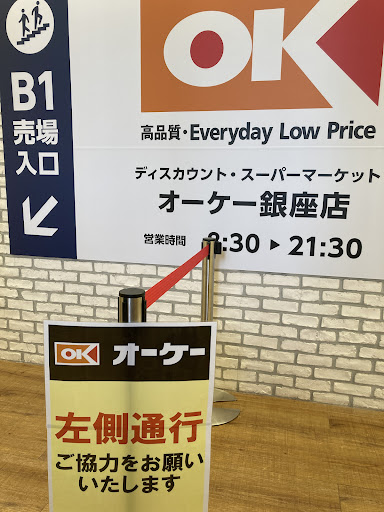 B1
売場
入口
OK
高品質・Everyday Low Price
ディスカウント・スーパーマーケット
オーケー銀座店
営業時間 :30 ▶ 21:30
OK オーケー
左側通行
ご協力をお願い
いたします